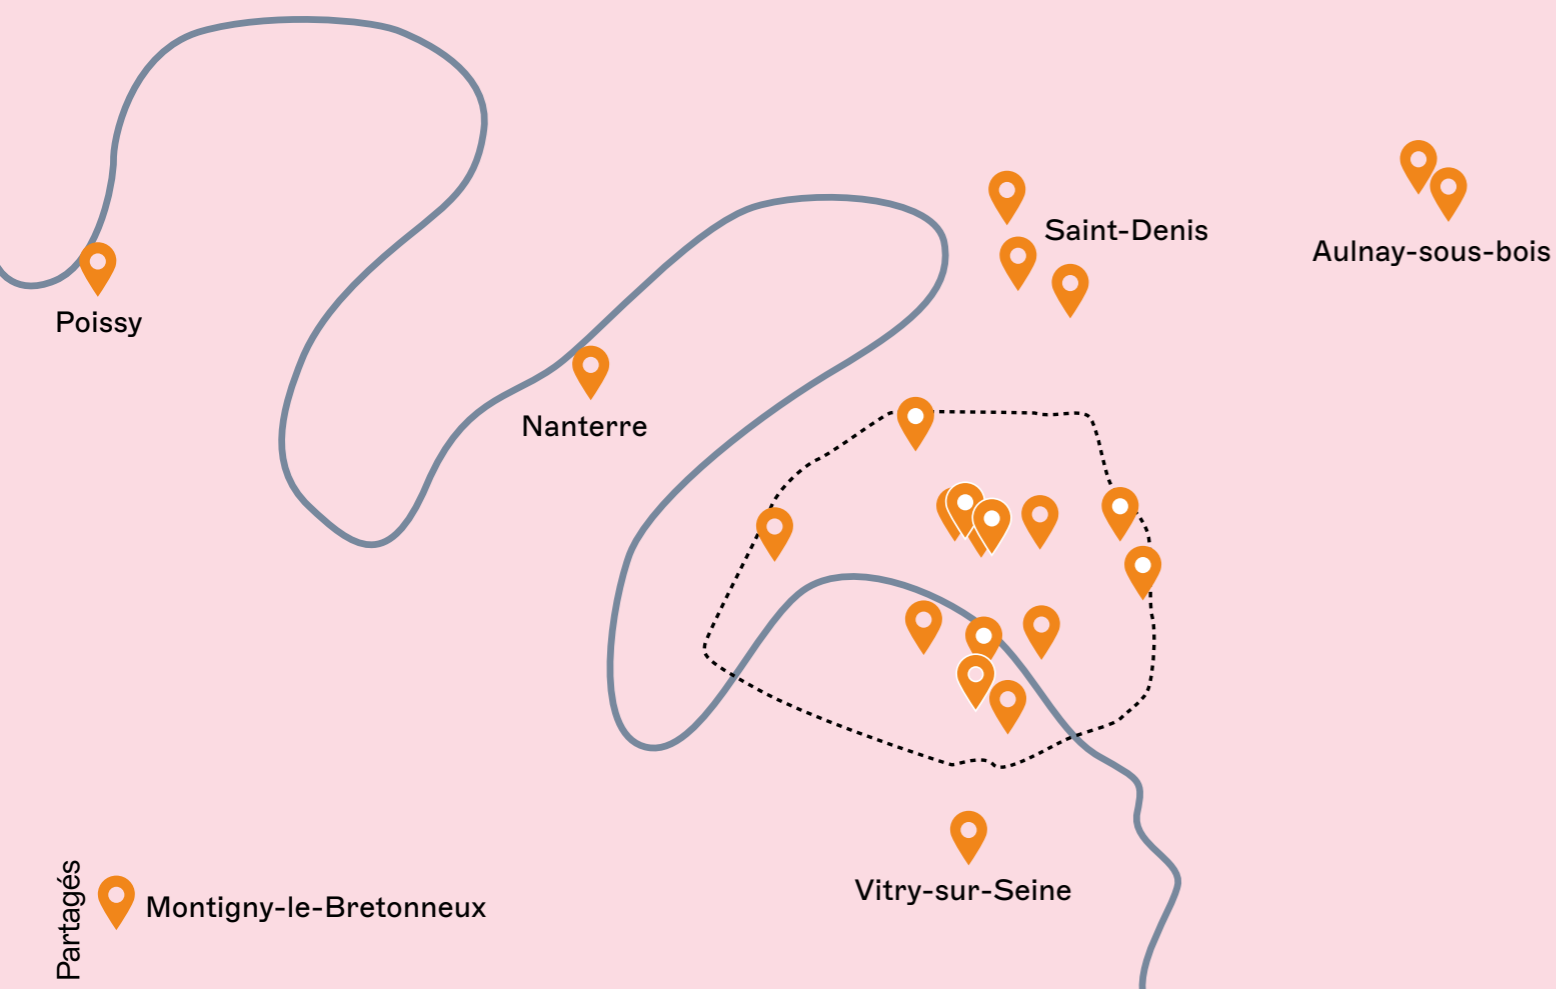 Saint-Denis
Aulnay-sous-bois
Poissy
Nanterre
Vitry-sur-Seine
Montigny-le-Bretonneux
Partagés